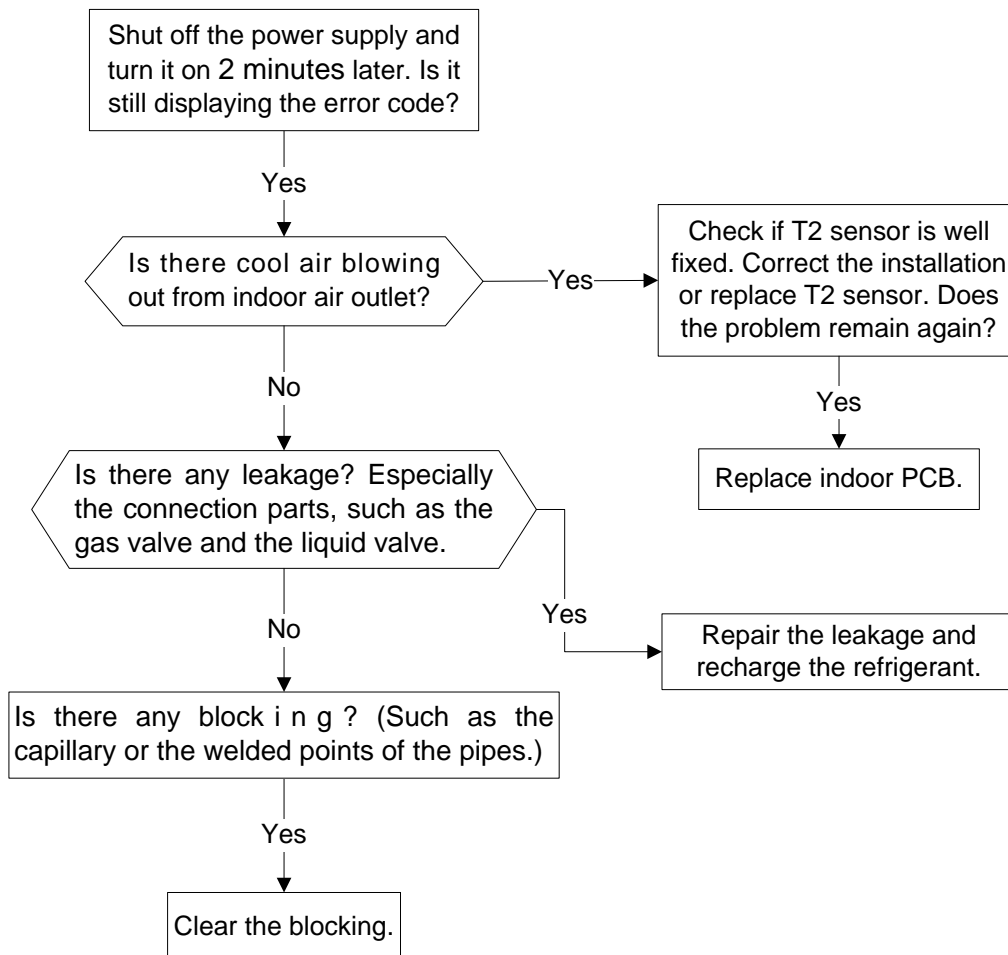 Shut off the power supply and
turn it on 2 minutes later. Is it
still displaying the error code?
Yes
Is there cool air blowing
out from indoor air outlet?
Yes
Check if T2 sensor is well
fixed. Correct the installation
or replace T2 sensor. Does
the problem remain again?
Yes
Replace indoor PCB.
No
Is there any leakage? Especially
the connection parts, such as the
gas valve and the liquid valve.
Yes
Repair the leakage and
recharge the refrigerant.
No
Is there any block i n g ? (Such as the
capillary or the welded points of the pipes.)
Yes
Clear the blocking.